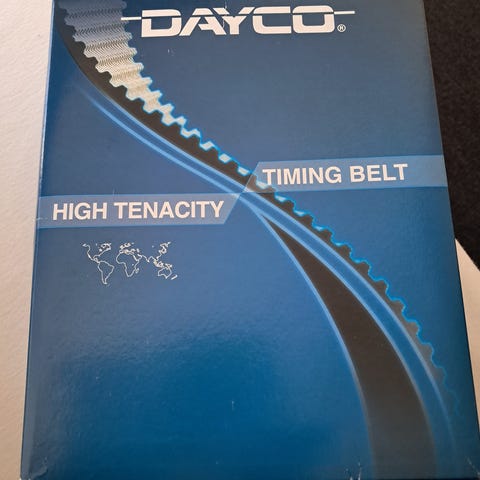 DAYCO®
TIMING BELT
HIGH TENACITY